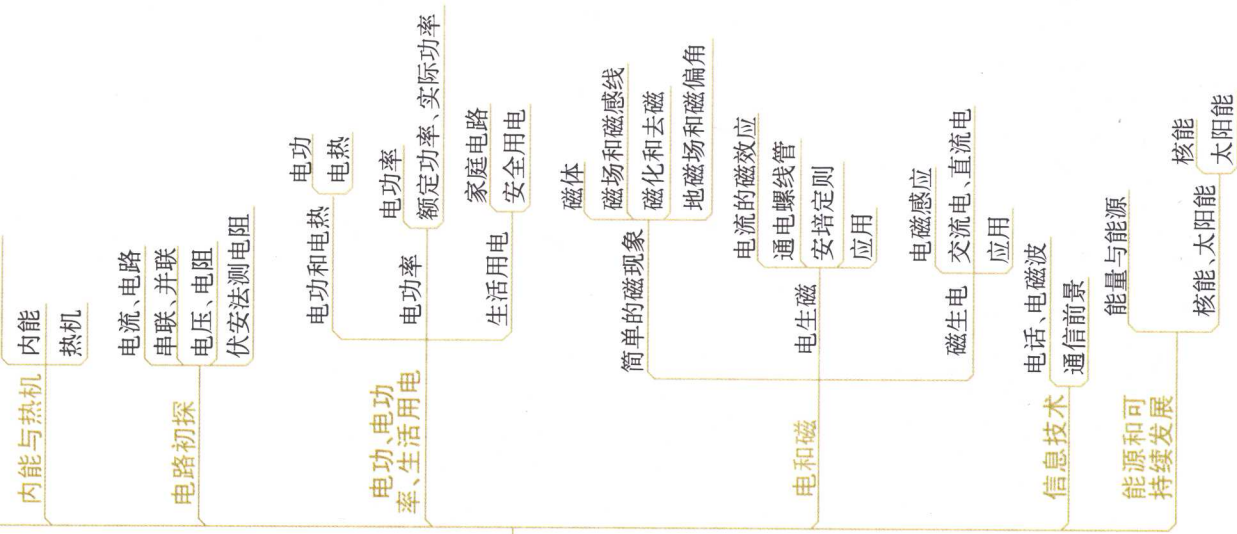 内能与热机
内能
热机
电路初探
电流、电路
串联、并联
电压、电阻
伏安法测电阻
电功、电功
率、生活用电
电功和电热
电功
电热
电功率
电功率
额定功率、实际功率
生活用电
家庭电路
安全用电
电和磁
简单的磁现象
磁体
磁场和磁感线
磁化和去磁
地磁场和磁偏角
电生磁
电流的磁效应
通电螺线管
安培定则
应用
磁生电
电磁感应
交流电、直流电
应用
信息技术
电话、电磁波
通信前景
能源和可
持续发展
能量与能源
核能、太阳能
核能
太阳能